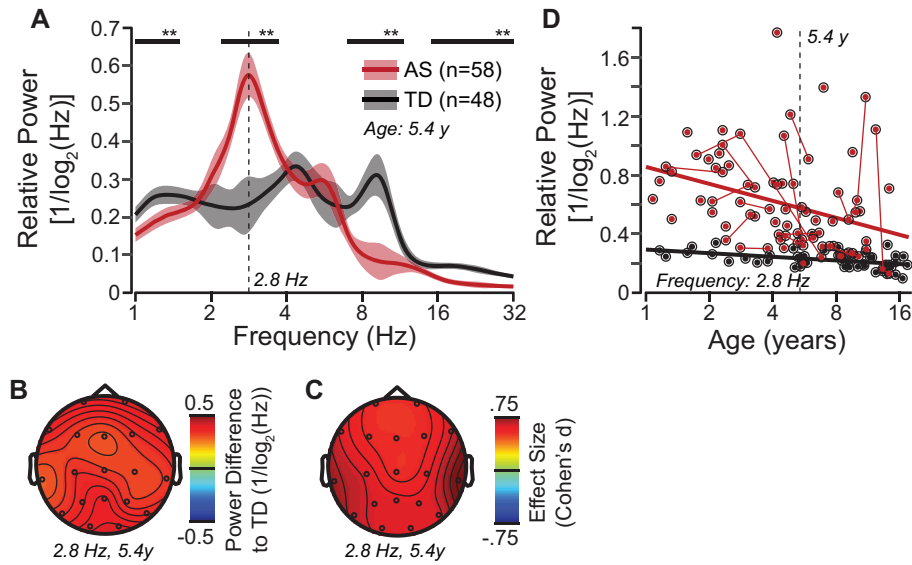 A
** ** ** **
Relative Power
[1/log2(Hz)]
0.7
0.6
0.5
0.4
0.3
0.2
0.1
0
AS (n=58)
TD (n=48)
Age: 5.4 y
2.8 Hz
1 2 4 8 16 32
Frequency (Hz)
D
5.4 y
Relative Power
[1/log2(Hz)]
1.6
1.2
0.8
0.4
0
Frequency: 2.8 Hz
1 2 4 8 16
Age (years)
B
0.5
-0.5
Power Difference
to TD (1/log2(Hz))
2.8 Hz, 5.4y
C
.75
-.75
Effect Size
(Cohen's d)
2.8 Hz, 5.4y